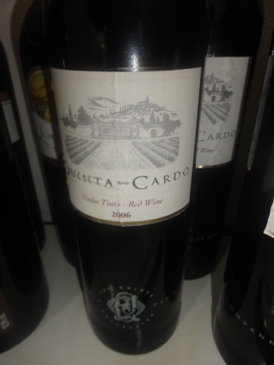 QUINTA DO CARDO
Vinho Tinto - Red Wine
2006
CARDO